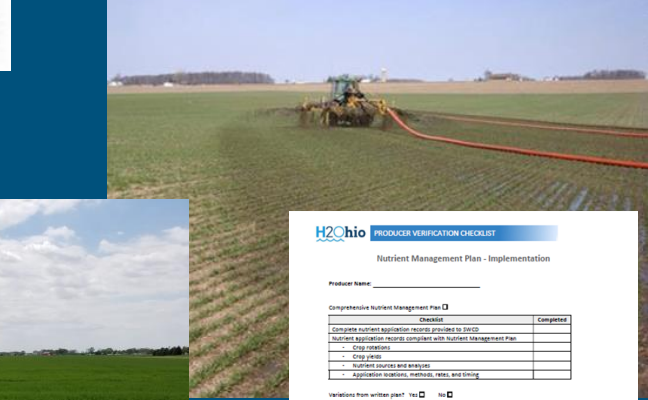 H2Ohio PRODUCER VERIFICATION CHECKLIST
Nutrient Management Plan - Implementation
Producer Name:
Comprehensive Nutrient Management Plan
Checklist Completed
Complete nutrient application records provided to SWCD
Nutrient application records compliant with Nutrient Management Plan
- Crop rotations
- Crop yields
- Nutrient sources and analyses
- Application locations, methods, rates, and timing
Variations from written plan? Yes No